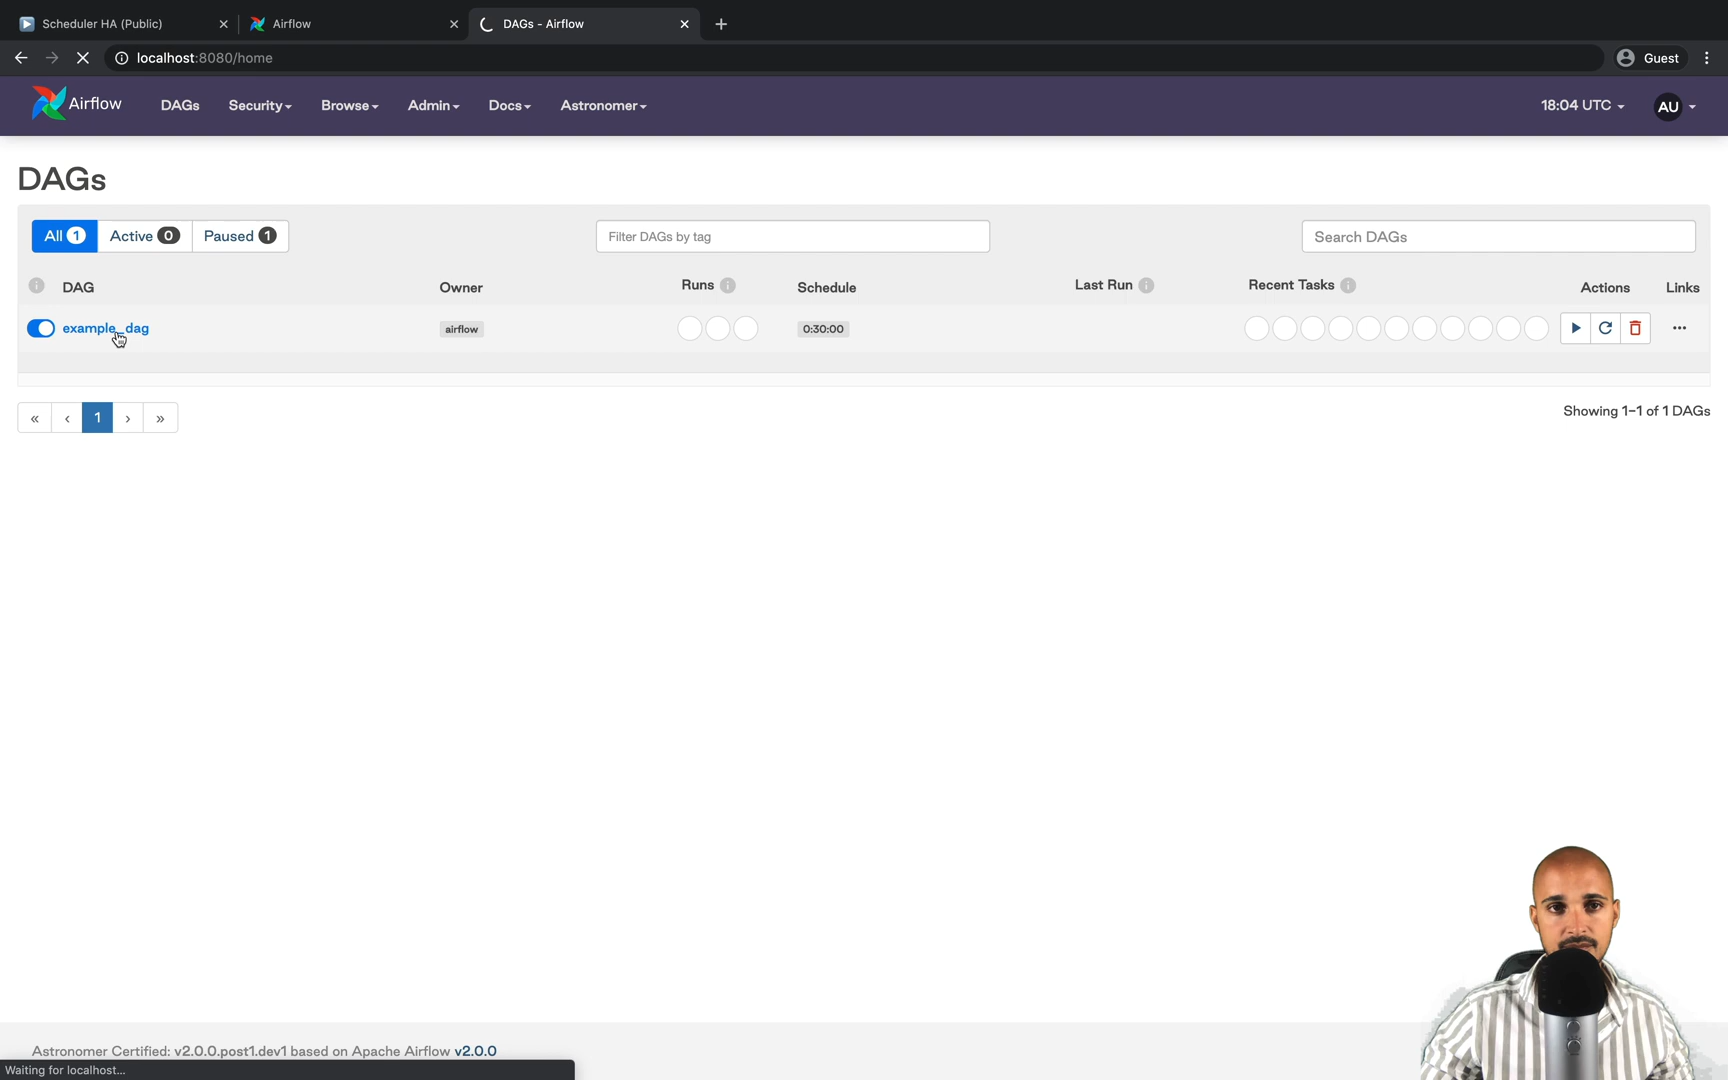 Scheduler HA (Public)
Airflow
DAGs - Airflow
localhost:8080/home
Guest
Airflow
DAGs
Security
Browse
Admin
Docs
Astronomer
18:04 UTC
AU
DAGs
All 1
Active 0
Paused 1
Filter DAGs by tag
Search DAGs
DAG
Owner
Runs
Schedule
Last Run
Recent Tasks
Actions
Links
example_dag
airflow
0:30:00
« ‹ 1 › »
Showing 1-1 of 1 DAGs
Astronomer Certified: v2.0.0.post1.dev1 based on Apache Airflow v2.0.0
Waiting for localhost...